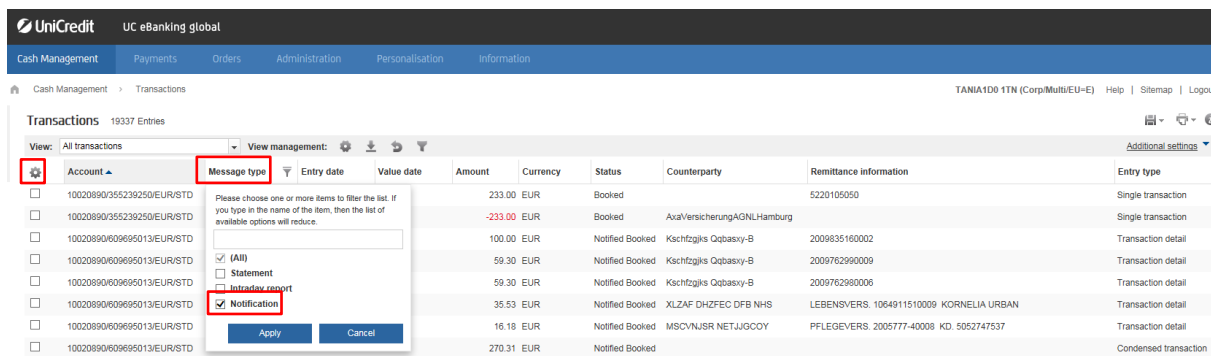 UniCredit UC eBanking global
Cash Management Payments Orders Administration Personalisation Information
Cash Management > Transactions TANIA1D0 1TN (Corp/Multi/EU=E) Help | Sitemap | Logou
Transactions 19337 Entries
View: All transactions View management: Additional settings
Account Message type Entry date Value date Amount Currency Status Counterparty Remittance information Entry type
10020890/355239250/EUR/STD 233.00 EUR Booked 5220105050 Single transaction
10020890/355239250/EUR/STD -233.00 EUR Booked AxaVersicherungAGNLHamburg Single transaction
10020890/609695013/EUR/STD 100.00 EUR Notified Booked Kschfzgjks Qqbasxy-B 2009835160002 Transaction detail
10020890/609695013/EUR/STD 59.30 EUR Notified Booked Kschfzgjks Qqbasxy-B 2009762990009 Transaction detail
10020890/609695013/EUR/STD 59.30 EUR Notified Booked Kschfzgjks Qqbasxy-B 2009762980006 Transaction detail
10020890/609695013/EUR/STD 35.53 EUR Notified Booked XLZAF DHZFEC DFB NHS LEBENSVERS. 1064911510009 KORNELIA URBAN Transaction detail
10020890/609695013/EUR/STD 16.18 EUR Notified Booked MSCVNJSR NETJJGCOY PFLEGEVERS. 2005777-40008 KD. 5052747537 Transaction detail
10020890/609695013/EUR/STD 270.31 EUR Notified Booked Condensed transaction
Please choose one or more items to filter the list. If
you type in the name of the item, then the list of
available options will reduce.
(All)
Statement
Intraday report
Notification
Apply Cancel